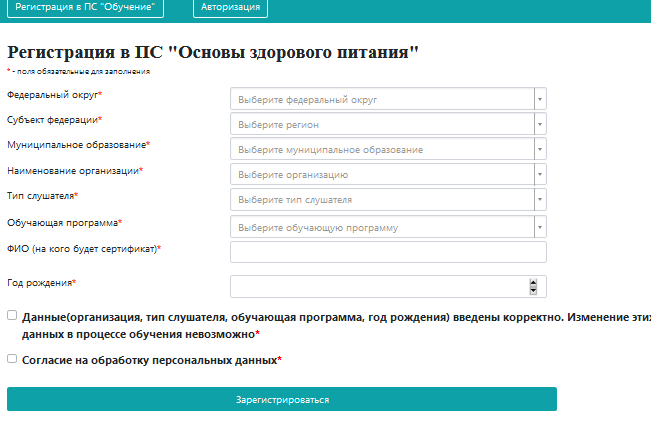 Регистрация в ПС "Обучение"
Авторизация
Регистрация в ПС "Основы здорового питания"
* - поля обязательные для заполнения
Федеральный округ*
Выберите федеральный округ
Субъект федерации*
Выберите регион
Муниципальное образование*
Выберите муниципальное образование
Наименование организации*
Выберите организацию
Тип слушателя*
Выберите тип слушателя
Обучающая программа*
Выберите обучающую программу
ФИО (на кого будет сертификат)*
Год рождения*
Данные(организация, тип слушателя, обучающая программа, год рождения) введены корректно. Изменение этих
данных в процессе обучения невозможно*
Согласие на обработку персональных данных*
Зарегистрироваться